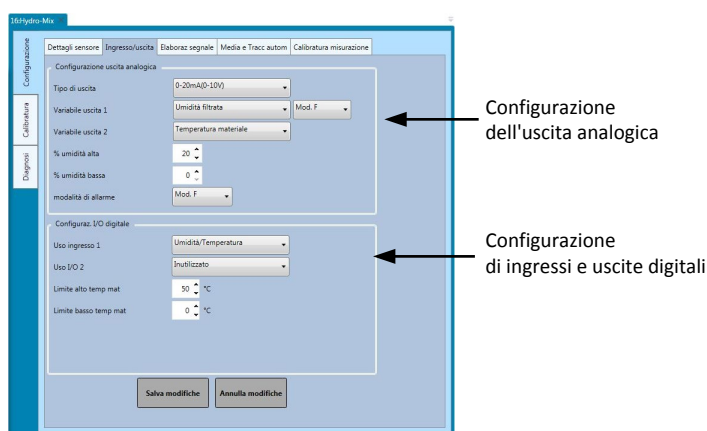 16:Hydro-Mix
Configurazione
Calibratura
Diagnosi
Dettagli sensore Ingresso/uscita Elaboraz segnale Media e Tracc autom Calibratura misurazione
Configurazione uscita analogica
Tipo di uscita 0-20mA(0-10V)
Variabile uscita 1 Umidità filtrata Mod. F
Variabile uscita 2 Temperatura materiale
% umidità alta 20
% umidità bassa 0
modalità di allarme Mod. F
Configurazione
dell'uscita analogica
Configuraz. I/O digitale
Uso ingresso 1 Umidità/Temperatura
Uso I/O 2 Inutilizzato
Limite alto temp mat 50 °C
Limite basso temp mat 0 °C
Configurazione
di ingressi e uscite digitali
Salva modifiche Annulla modifiche